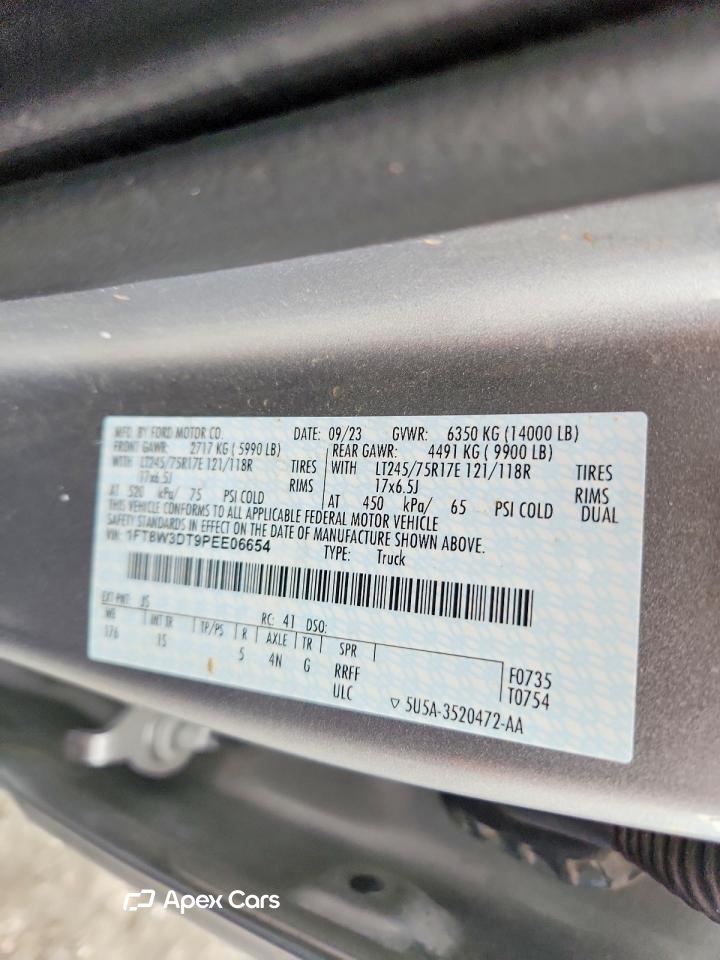 MFD. BY FORD MOTOR CO. DATE: 09/23 GVWR: 6350 KG (14000 LB)
FRONT GAWR: 2717 KG ( 5990 LB) REAR GAWR: 4491 KG ( 9900 LB)
WITH LT245/75R17E 121/118R TIRES WITH LT245/75R17E 121/118R TIRES
17x6.5J RIMS 17x6.5J RIMS
AT 520 kPa/ 75 PSI COLD AT 450 kPa/ 65 PSI COLD DUAL
THIS VEHICLE CONFORMS TO ALL APPLICABLE FEDERAL MOTOR VEHICLE
SAFETY STANDARDS IN EFFECT ON THE DATE OF MANUFACTURE SHOWN ABOVE.
VIN: 1FT8W3DT9PEE06654 TYPE: Truck
EXT PNT: JS RC: 41 DSO:
WB INT TR TP/PS R AXLE TR SPR
176 15 5 4N G RRFF
ULC
F0735
T0754
▽ 5U5A-3520472-AA
Apex Cars